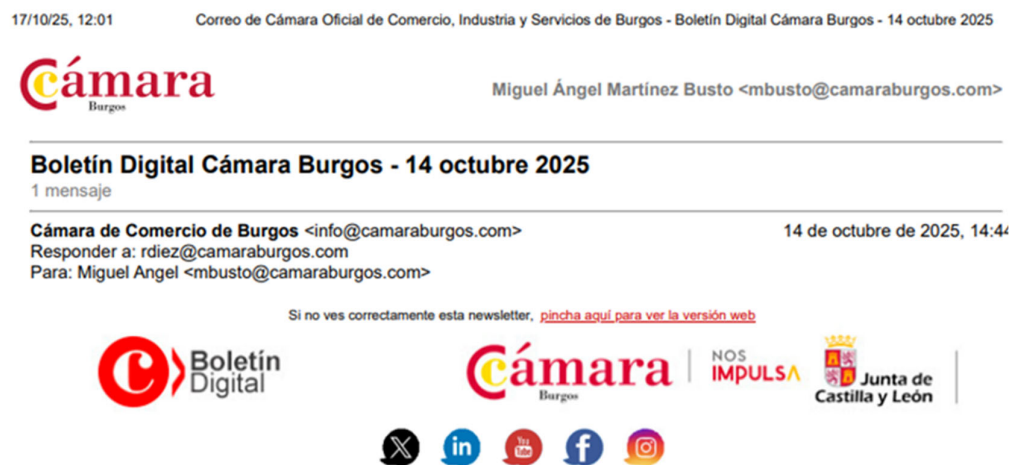 17/10/25, 12:01 Correo de Cámara Oficial de Comercio, Industria y Servicios de Burgos - Boletín Digital Cámara Burgos - 14 octubre 2025
Cámara
Burgos
Miguel Ángel Martínez Busto <mbusto@camaraburgos.com>
Boletín Digital Cámara Burgos - 14 octubre 2025
1 mensaje
Cámara de Comercio de Burgos <info@camaraburgos.com> 14 de octubre de 2025, 14:44
Responder a: rdiez@camaraburgos.com
Para: Miguel Angel <mbusto@camaraburgos.com>
Si no ves correctamente esta newsletter, pincha aquí para ver la versión web
Boletín
Digital
Cámara
Burgos
NOS
IMPULSA
Junta de
Castilla y León
X in You Tube f